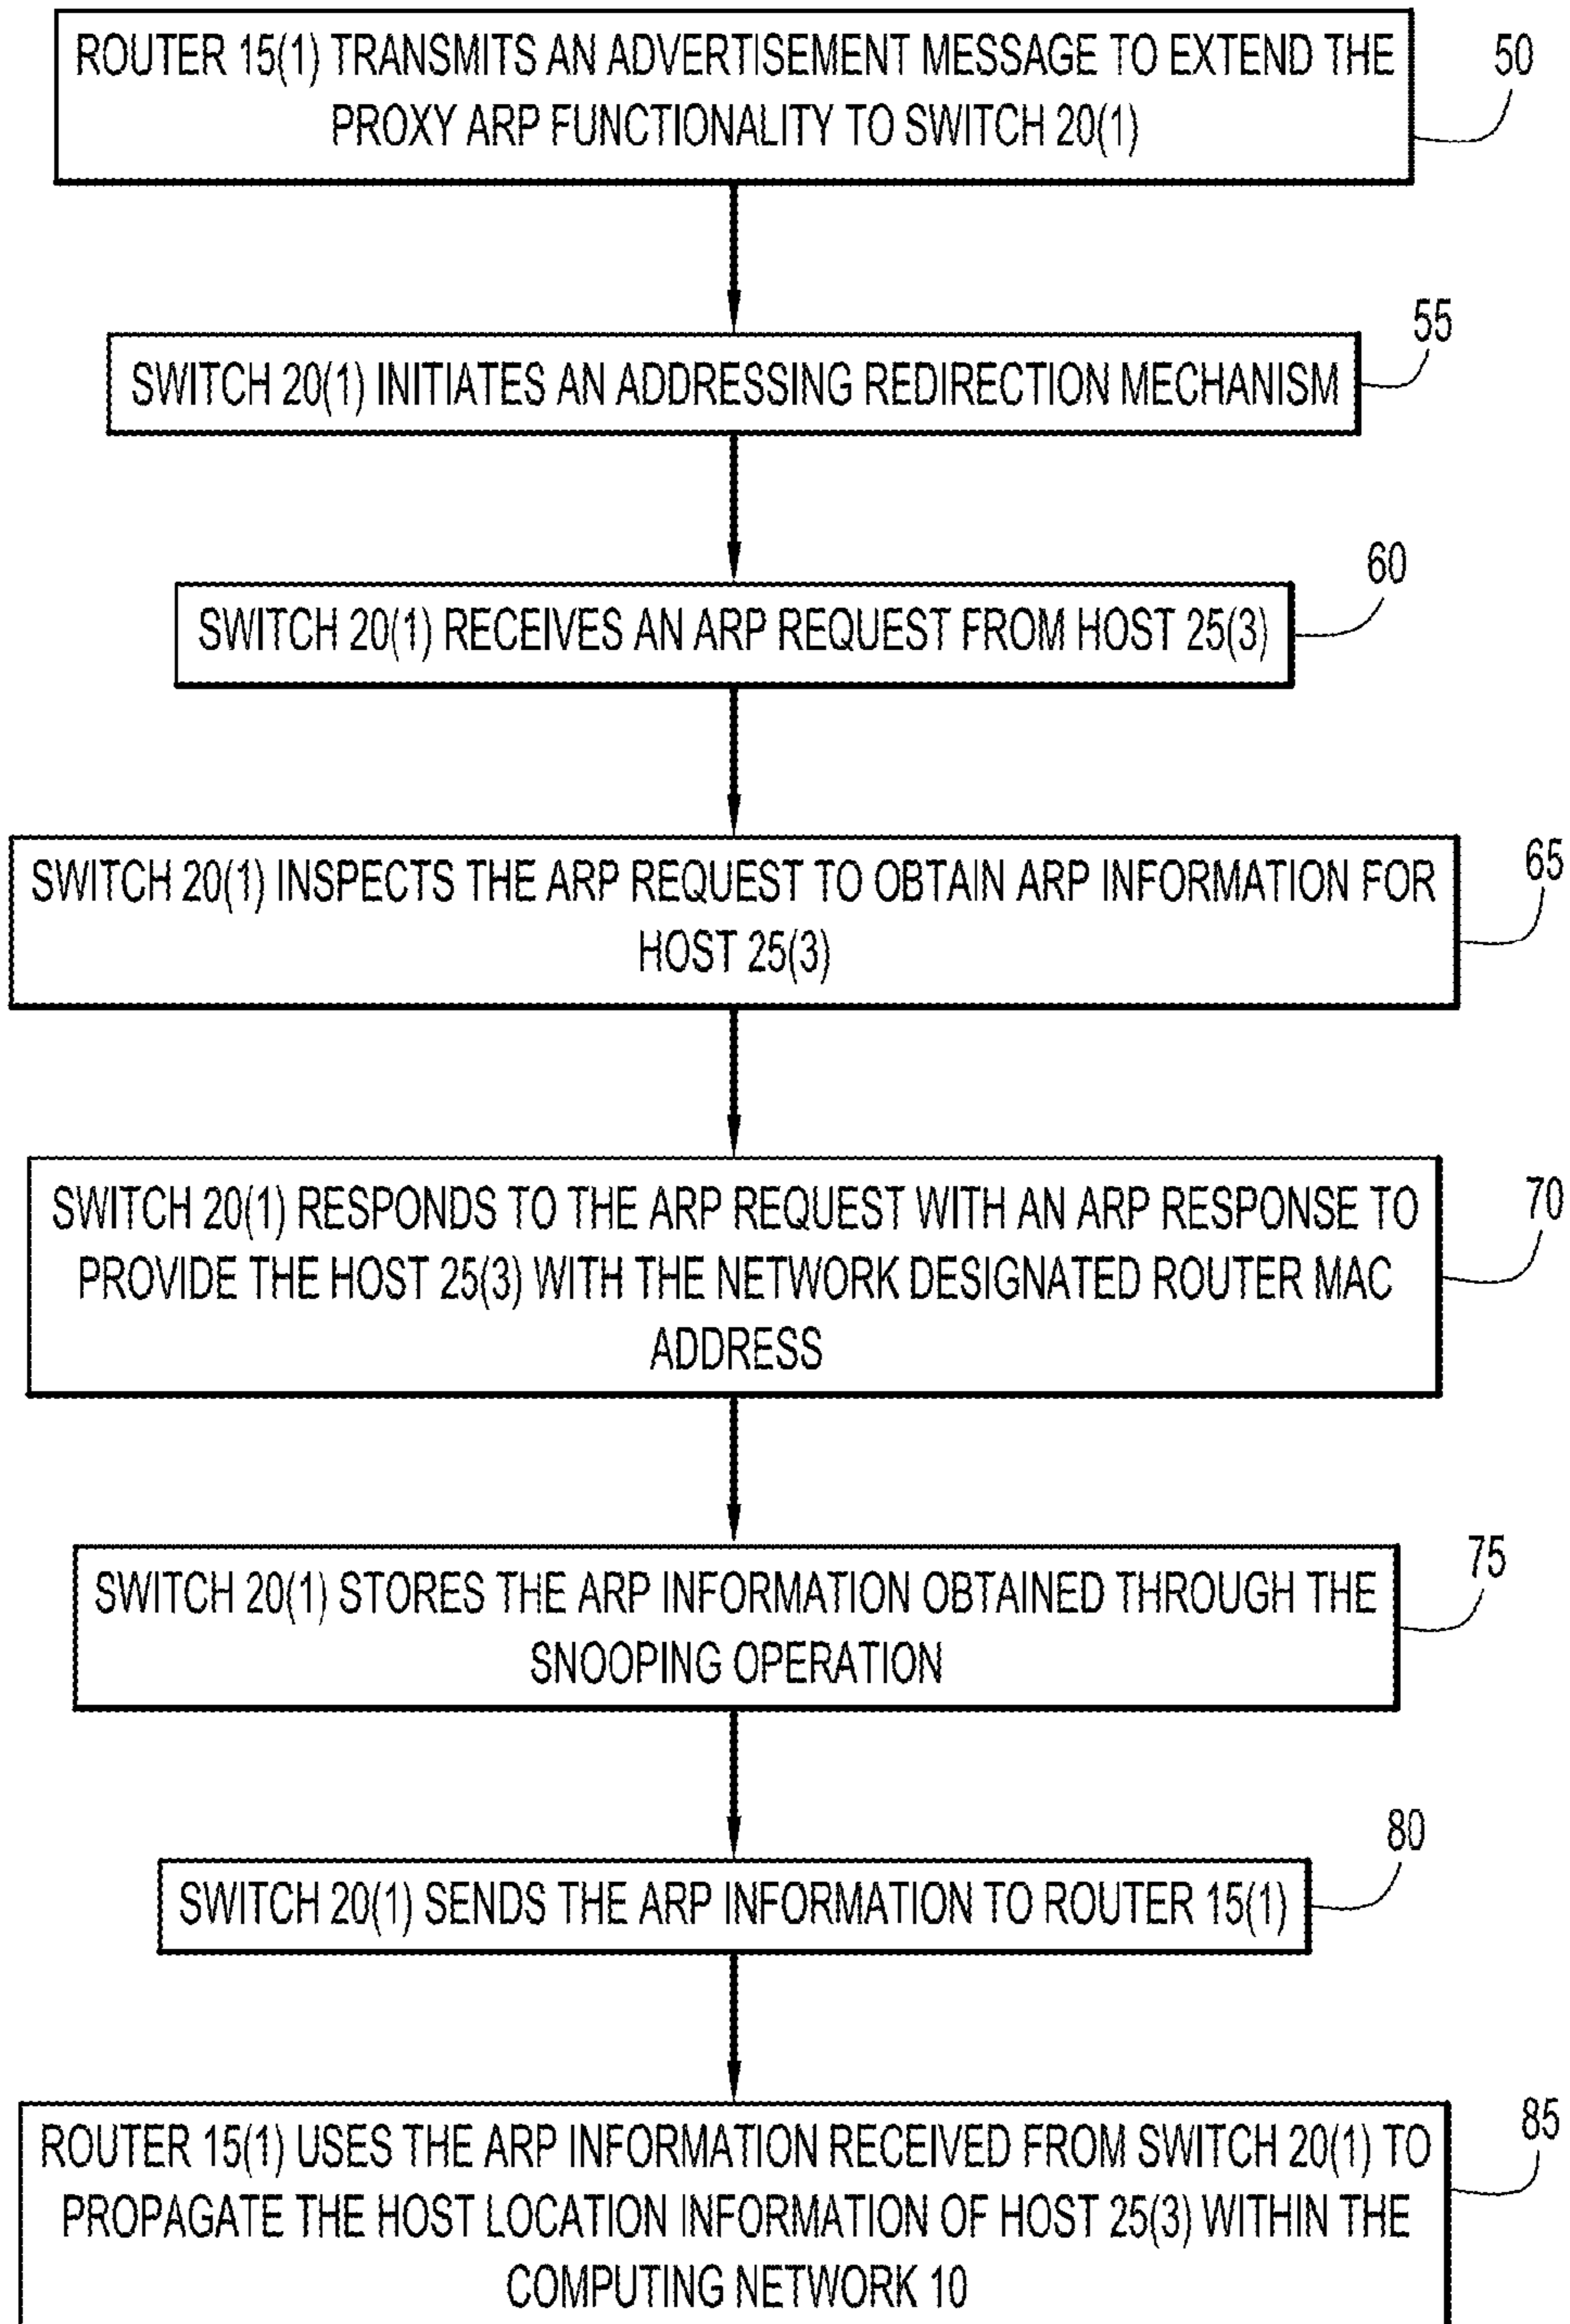 ROUTER 15(1) TRANSMITS AN ADVERTISEMENT MESSAGE TO EXTEND THE
PROXY ARP FUNCTIONALITY TO SWITCH 20(1)
50
SWITCH 20(1) INITIATES AN ADDRESSING REDIRECTION MECHANISM
55
SWITCH 20(1) RECEIVES AN ARP REQUEST FROM HOST 25(3)
60
SWITCH 20(1) INSPECTS THE ARP REQUEST TO OBTAIN ARP INFORMATION FOR
HOST 25(3)
65
SWITCH 20(1) RESPONDS TO THE ARP REQUEST WITH AN ARP RESPONSE TO
PROVIDE THE HOST 25(3) WITH THE NETWORK DESIGNATED ROUTER MAC
ADDRESS
70
SWITCH 20(1) STORES THE ARP INFORMATION OBTAINED THROUGH THE
SNOOPING OPERATION
75
SWITCH 20(1) SENDS THE ARP INFORMATION TO ROUTER 15(1)
80
ROUTER 15(1) USES THE ARP INFORMATION RECEIVED FROM SWITCH 20(1) TO
PROPAGATE THE HOST LOCATION INFORMATION OF HOST 25(3) WITHIN THE
COMPUTING NETWORK 10
85